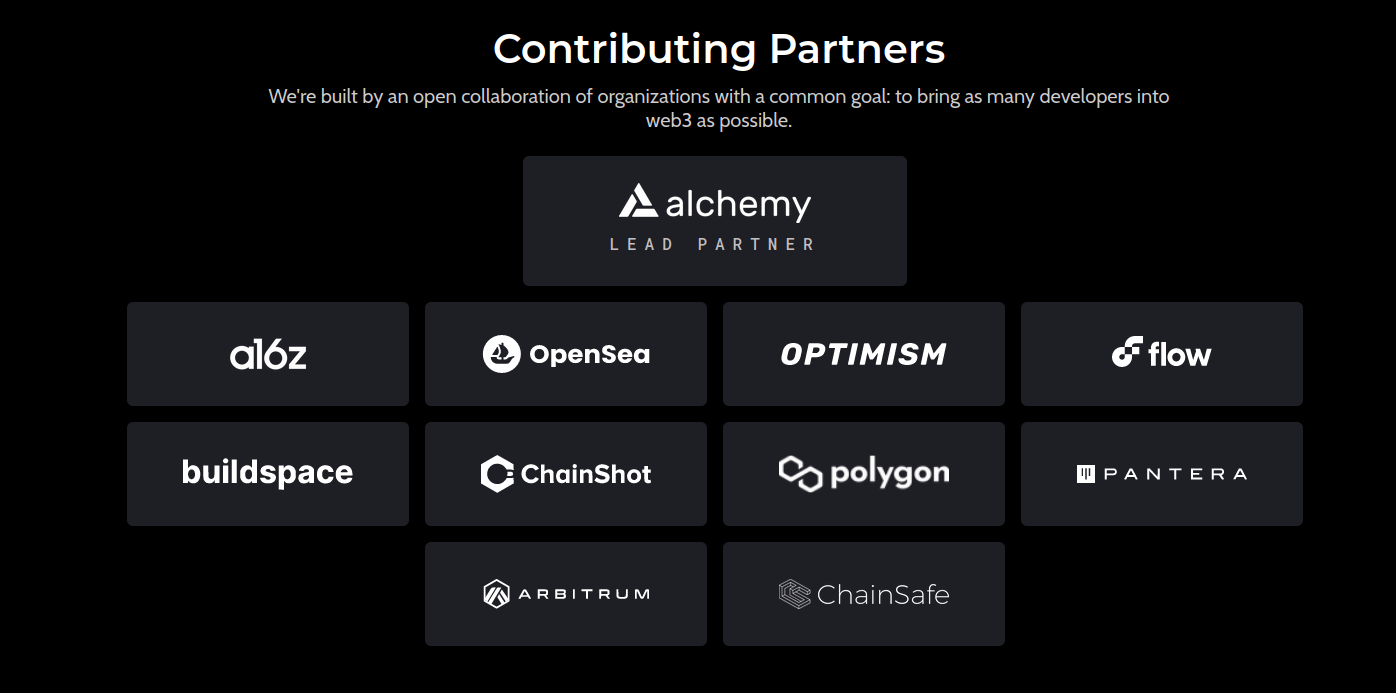 Contributing Partners
We're built by an open collaboration of organizations with a common goal: to bring as many developers into
web3 as possible.
alchemy
LEAD PARTNER
a16z
OpenSea
OPTIMISM
flow
buildspace
ChainShot
polygon
PANTERA
ARBITRUM
ChainSafe